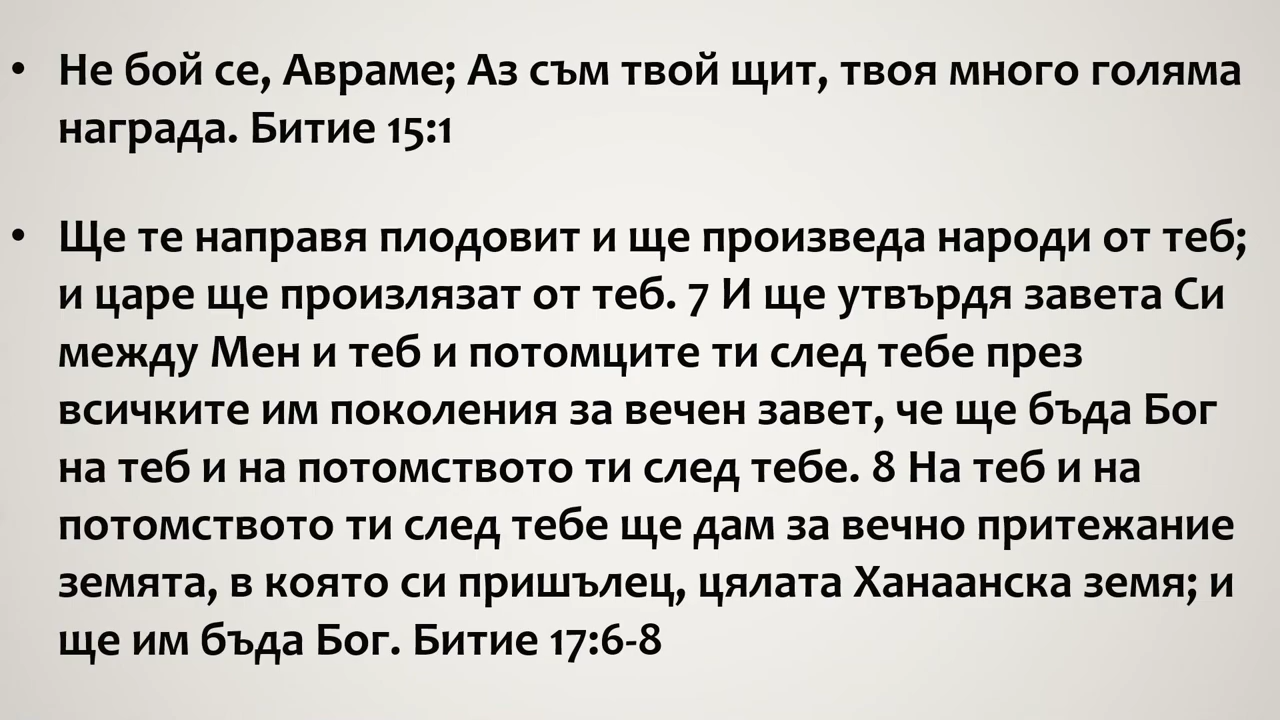 • Не бой се, Авраме; Аз съм твой щит, твоя много голяма
награда. Битие 15:1
• Ще те направя плодовит и ще произведа народи от теб;
и царе ще произлязат от теб. 7 И ще утвърдя завета Си
между Мен и теб и потомците ти след тебе през
всичките им поколения за вечен завет, че ще бъда Бог
на теб и на потомството ти след тебе. 8 На теб и на
потомството ти след тебе ще дам за вечно притежание
земята, в която си пришълец, цялата Ханаанска земя; и
ще им бъда Бог. Битие 17:6-8